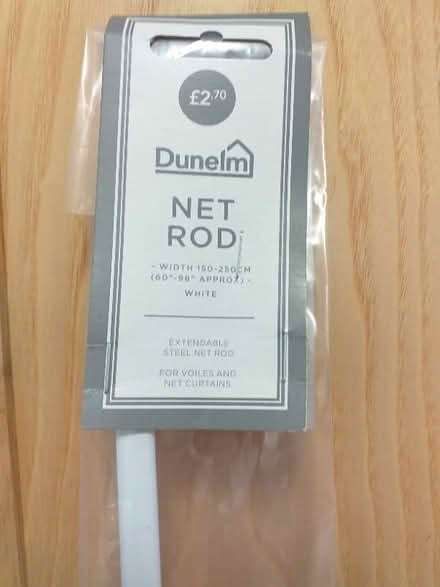 £2.70
Dunelm
NET
ROD
- WIDTH 150-250CM
(60"-98" APPROX) -
WHITE
EXTENDABLE
STEEL NET ROD
FOR VOILES AND
NET CURTAINS